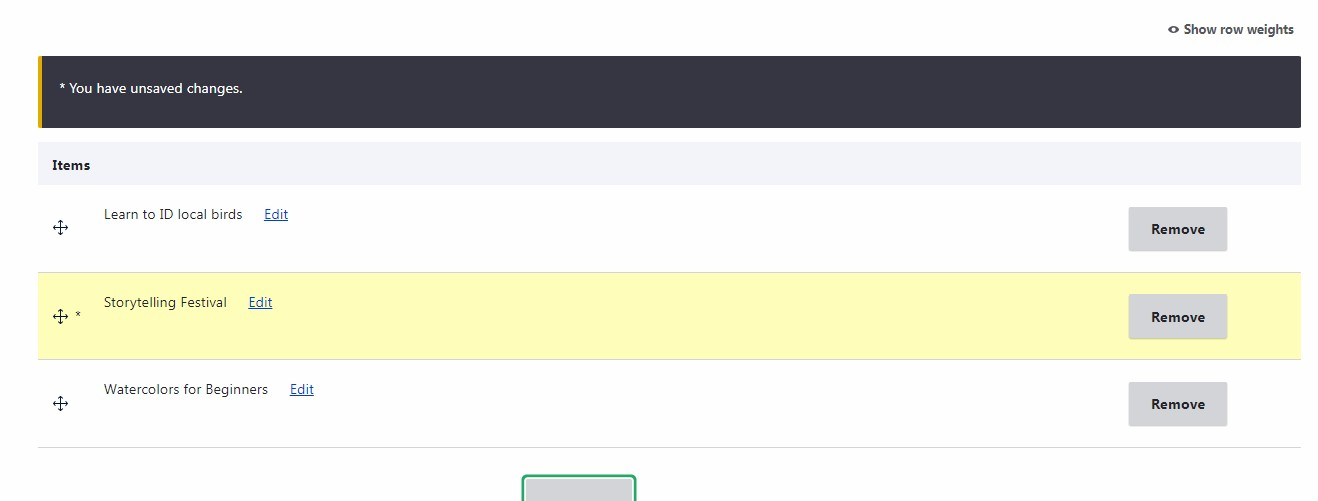 Show row weights
* You have unsaved changes.
Items
Learn to ID local birds Edit Remove
* Storytelling Festival Edit Remove
Watercolors for Beginners Edit Remove